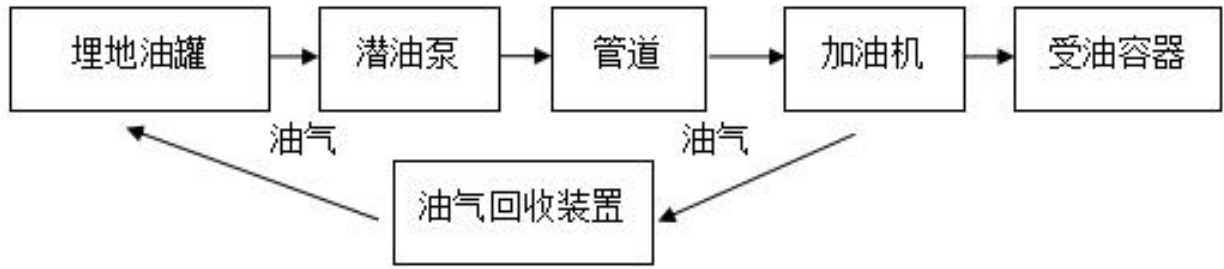 埋地油罐
潜油泵
管道
加油机
受油容器
油气
油气
油气回收装置